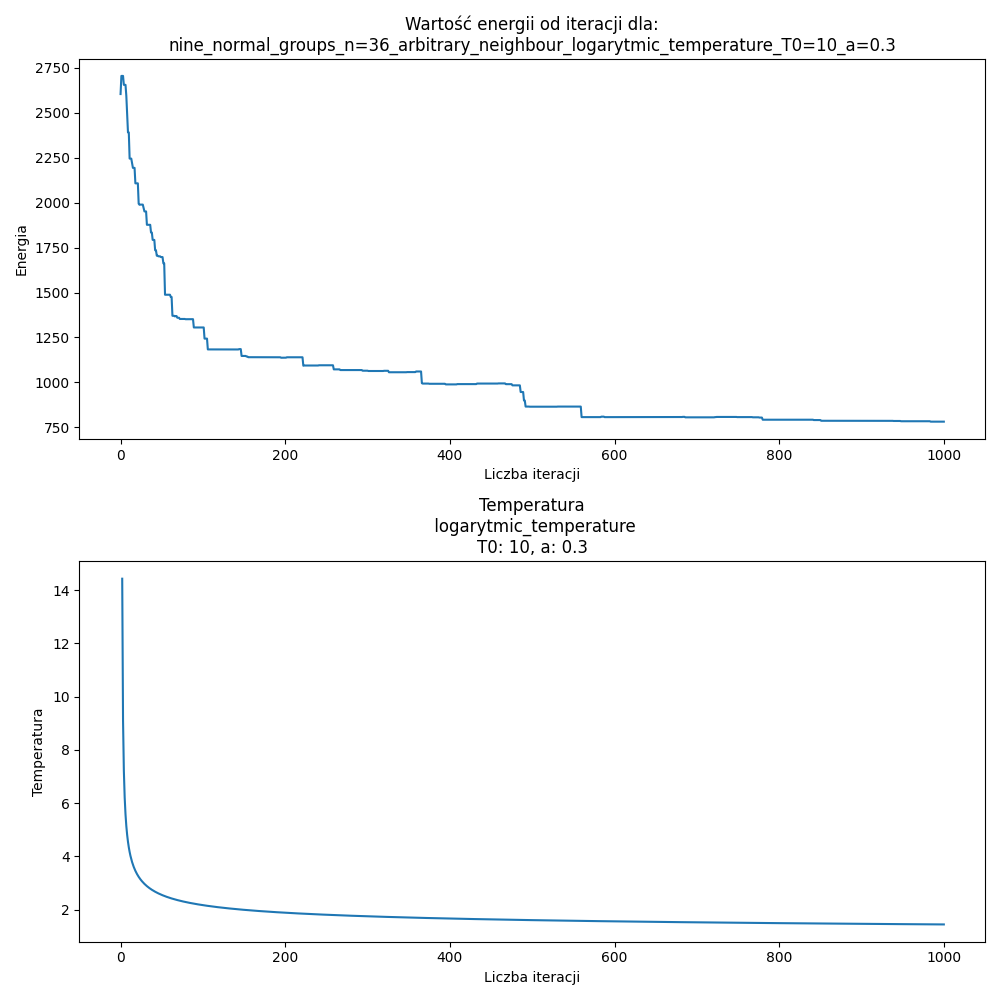 Wartość energii od iteracji dla:
nine_normal_groups_n=36_arbitrary_neighbour_logarytmic_temperature_T0=10_a=0.3
2750
2500
2250
2000
1750
1500
1250
1000
750
Energia
0 200 400 600 800 1000
Liczba iteracji
Temperatura
logarytmic_temperature
T0: 10, a: 0.3
14
12
10
8
6
4
2
Temperatura
0 200 400 600 800 1000
Liczba iteracji